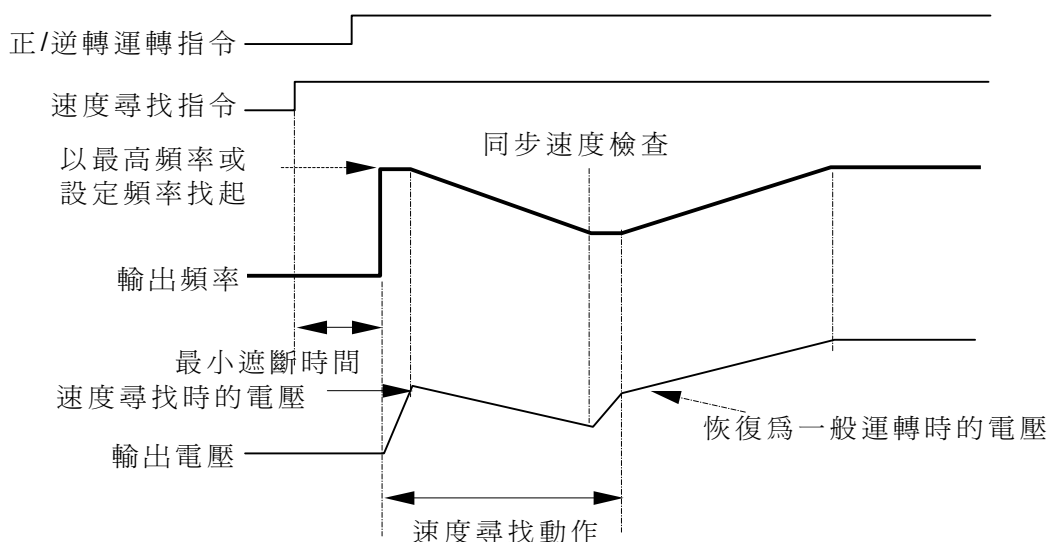 正/逆轉運轉指令
速度尋找指令
同步速度檢查
以最高頻率或
設定頻率找起
輸出頻率
最小遮斷時間
速度尋找時的電壓
恢復爲一般運轉時的電壓
輸出電壓
速度尋找動作